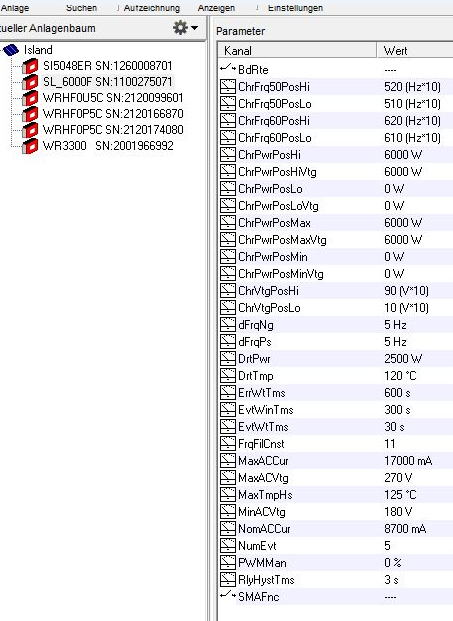 Anlage Suchen Aufzeichnung Anzeigen Einstellungen
tueller Anlagenbaum
Island
SI5048ER SN:1260008701
SL_6000F SN:1100275071
WRHF0U5C SN:2120099601
WRHF0P5C SN:2120166870
WRHF0P5C SN:2120174080
WR3300 SN:2001966992
Parameter
Kanal Wert
BdRte ----
ChrFrq50PosHi 520 (Hz*10)
ChrFrq50PosLo 510 (Hz*10)
ChrFrq60PosHi 620 (Hz*10)
ChrFrq60PosLo 610 (Hz*10)
ChrPwrPosHi 6000 W
ChrPwrPosHiVtg 6000 W
ChrPwrPosLo 0 W
ChrPwrPosLoVtg 0 W
ChrPwrPosMax 6000 W
ChrPwrPosMaxVtg 6000 W
ChrPwrPosMin 0 W
ChrPwrPosMinVtg 0 W
ChrVtgPosHi 90 (V*10)
ChrVtgPosLo 10 (V*10)
dFrqNg 5 Hz
dFrqPs 5 Hz
DrtPwr 2500 W
DrtTmp 120 °C
ErrWtTms 600 s
EvtWinTms 300 s
EvtWtTms 30 s
FrqFilCnst 11
MaxACCur 17000 mA
MaxACVtg 270 V
MaxTmpHs 125 °C
MinACVtg 180 V
NomACCur 8700 mA
NumEvt 5
PWMMan 0 %
RlyHystTms 3 s
SMAFnc ----